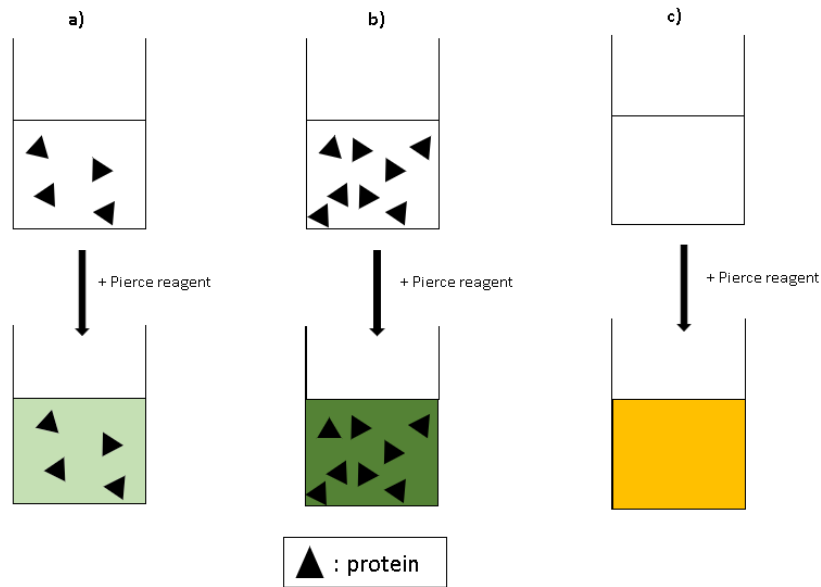 a)
b)
c)
+ Pierce reagent
+ Pierce reagent
+ Pierce reagent
: protein